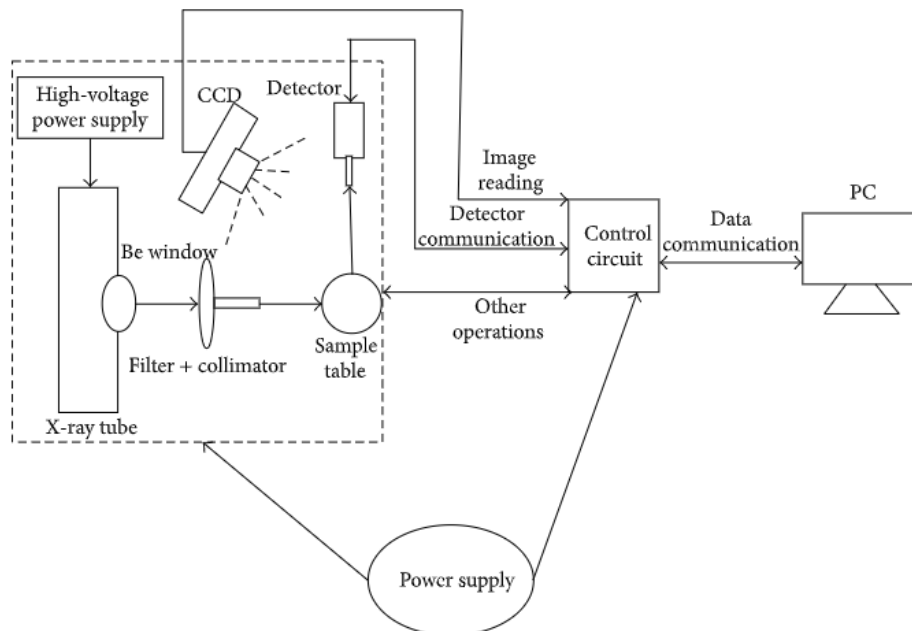 High-voltage
power supply
CCD
Detector
Image
reading
Detector
communication
Control
circuit
Data
communication
PC
Be window
Other
operations
Filter + collimator
Sample
table
X-ray tube
Power supply